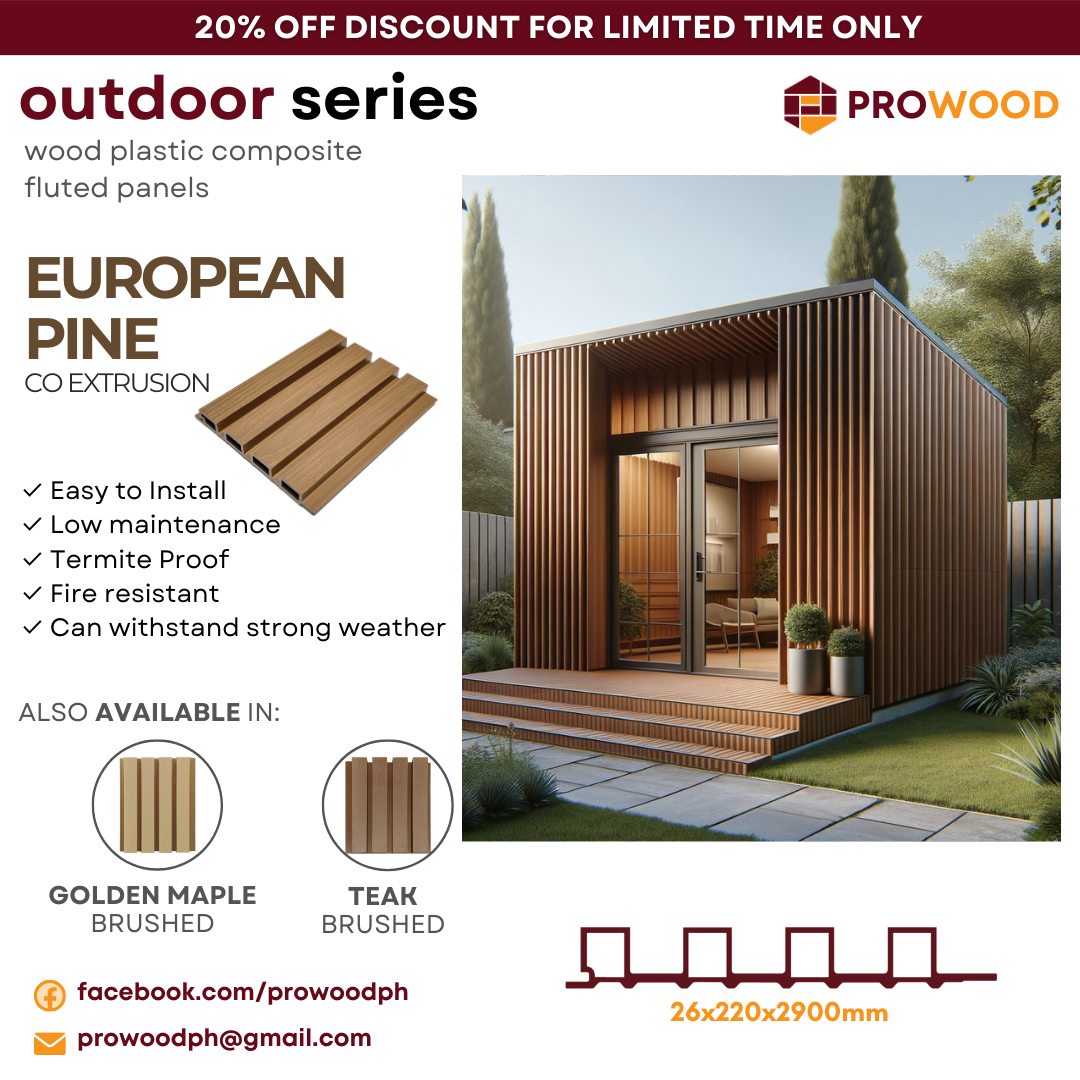 20% OFF DISCOUNT FOR LIMITED TIME ONLY
outdoor series
wood plastic composite
fluted panels
PROWOOD
EUROPEAN
PINE
CO EXTRUSION
✓ Easy to Install
✓ Low maintenance
✓ Termite Proof
✓ Fire resistant
✓ Can withstand strong weather
ALSO AVAILABLE IN:
GOLDEN MAPLE
BRUSHED
TEAK
BRUSHED
26x220x2900mm
facebook.com/prowoodph
prowoodph@gmail.com